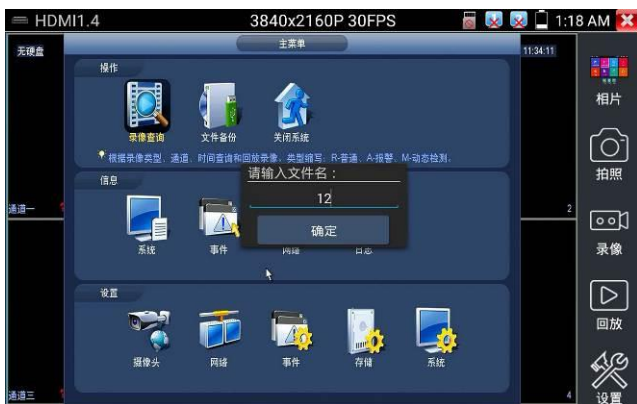 HDMI1.4 3840x2160P 30FPS 1:18 AM
无硬盘 主菜单 11:34:11
操作
录像查询 文件备份 关闭系统
根据录像类型、通道、时间查询和回放录像。类型缩写：R-普通、A-报警、M-动态检测。
信息
请输入文件名：
12
确定
系统 事件 网络 日志
通道一 2
设置
摄像头 网络 事件 存储 系统
通道三 4
相片
拍照
录像
回放
设置